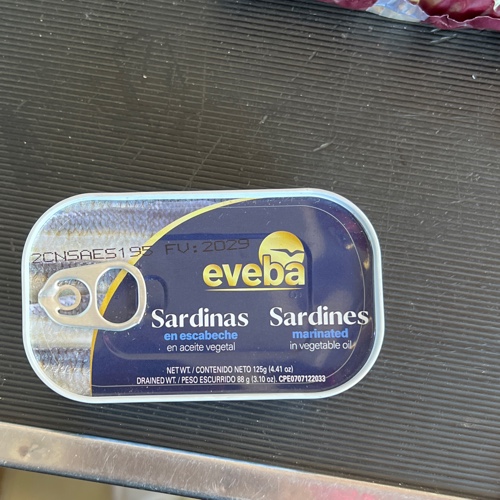 2CNSAES195 FV:2029
eveba
Sardinas Sardines
en escabeche marinated
en aceite vegetal in vegetable oil
NET WT. / CONTENIDO NETO 125g (4.41 oz)
DRAINED WT. / PESO ESCURRIDO 88 g (3.10 oz). CPE0707122033